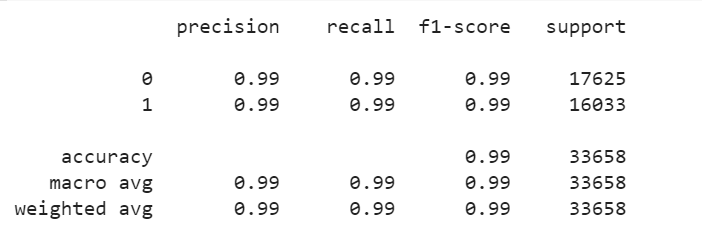 precision recall f1-score support
0 0.99 0.99 0.99 17625
1 0.99 0.99 0.99 16033
accuracy 0.99 33658
macro avg 0.99 0.99 0.99 33658
weighted avg 0.99 0.99 0.99 33658